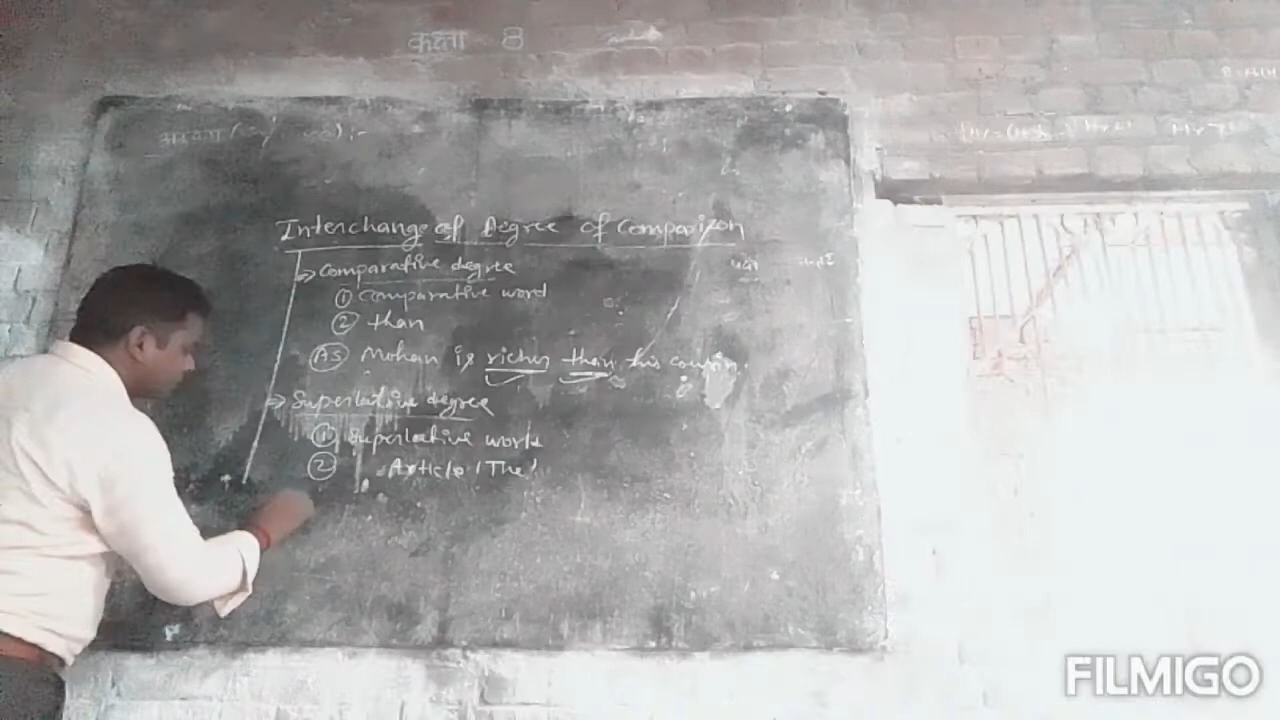 कक्षा 8
Interchange of Degree of Comparizon
→ Comparative degree
① Comparative word
② than
(As) Mohan is richer than his cousin.
→ Superlative degree
① Superlative word
② Article 'The'
FILMIGO